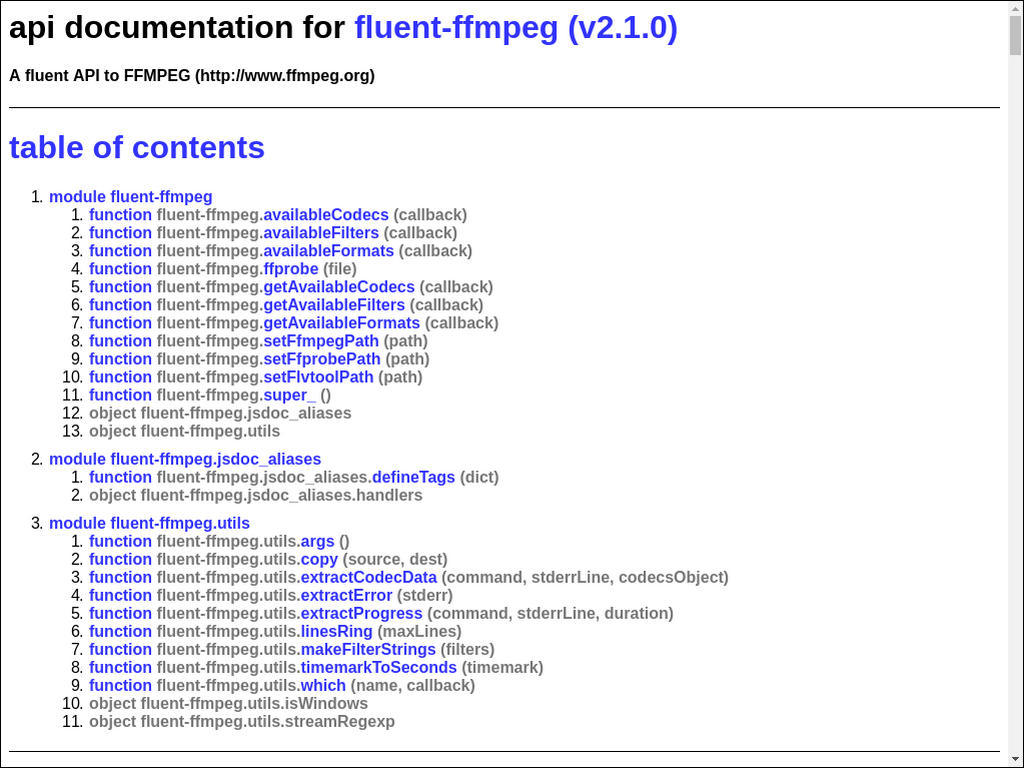 api documentation for fluent-ffmpeg (v2.1.0)
A fluent API to FFMPEG (http://www.ffmpeg.org)
table of contents
1. module fluent-ffmpeg
1. function fluent-ffmpeg.availableCodecs (callback)
2. function fluent-ffmpeg.availableFilters (callback)
3. function fluent-ffmpeg.availableFormats (callback)
4. function fluent-ffmpeg.ffprobe (file)
5. function fluent-ffmpeg.getAvailableCodecs (callback)
6. function fluent-ffmpeg.getAvailableFilters (callback)
7. function fluent-ffmpeg.getAvailableFormats (callback)
8. function fluent-ffmpeg.setFfmpegPath (path)
9. function fluent-ffmpeg.setFfprobePath (path)
10. function fluent-ffmpeg.setFlvtoolPath (path)
11. function fluent-ffmpeg.super_ ()
12. object fluent-ffmpeg.jsdoc_aliases
13. object fluent-ffmpeg.utils
2. module fluent-ffmpeg.jsdoc_aliases
1. function fluent-ffmpeg.jsdoc_aliases.defineTags (dict)
2. object fluent-ffmpeg.jsdoc_aliases.handlers
3. module fluent-ffmpeg.utils
1. function fluent-ffmpeg.utils.args ()
2. function fluent-ffmpeg.utils.copy (source, dest)
3. function fluent-ffmpeg.utils.extractCodecData (command, stderrLine, codecsObject)
4. function fluent-ffmpeg.utils.extractError (stderr)
5. function fluent-ffmpeg.utils.extractProgress (command, stderrLine, duration)
6. function fluent-ffmpeg.utils.linesRing (maxLines)
7. function fluent-ffmpeg.utils.makeFilterStrings (filters)
8. function fluent-ffmpeg.utils.timemarkToSeconds (timemark)
9. function fluent-ffmpeg.utils.which (name, callback)
10. object fluent-ffmpeg.utils.isWindows
11. object fluent-ffmpeg.utils.streamRegexp